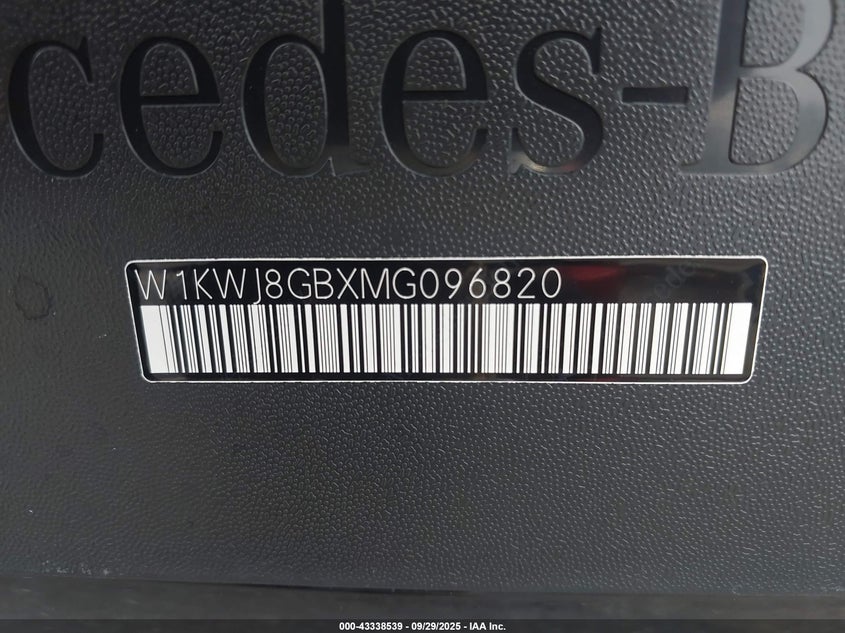 cedes-B
W1KWJ8GBXMG096820
000-43338539 - 09/29/2025 - IAA Inc.